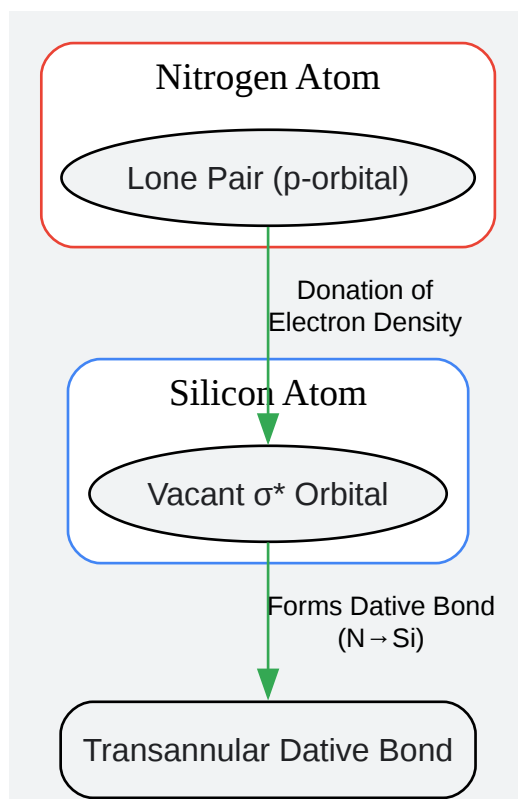 Nitrogen Atom
Lone Pair (p-orbital)
Donation of
Electron Density
Silicon Atom
Vacant σ* Orbital
Forms Dative Bond
(N→Si)
Transannular Dative Bond